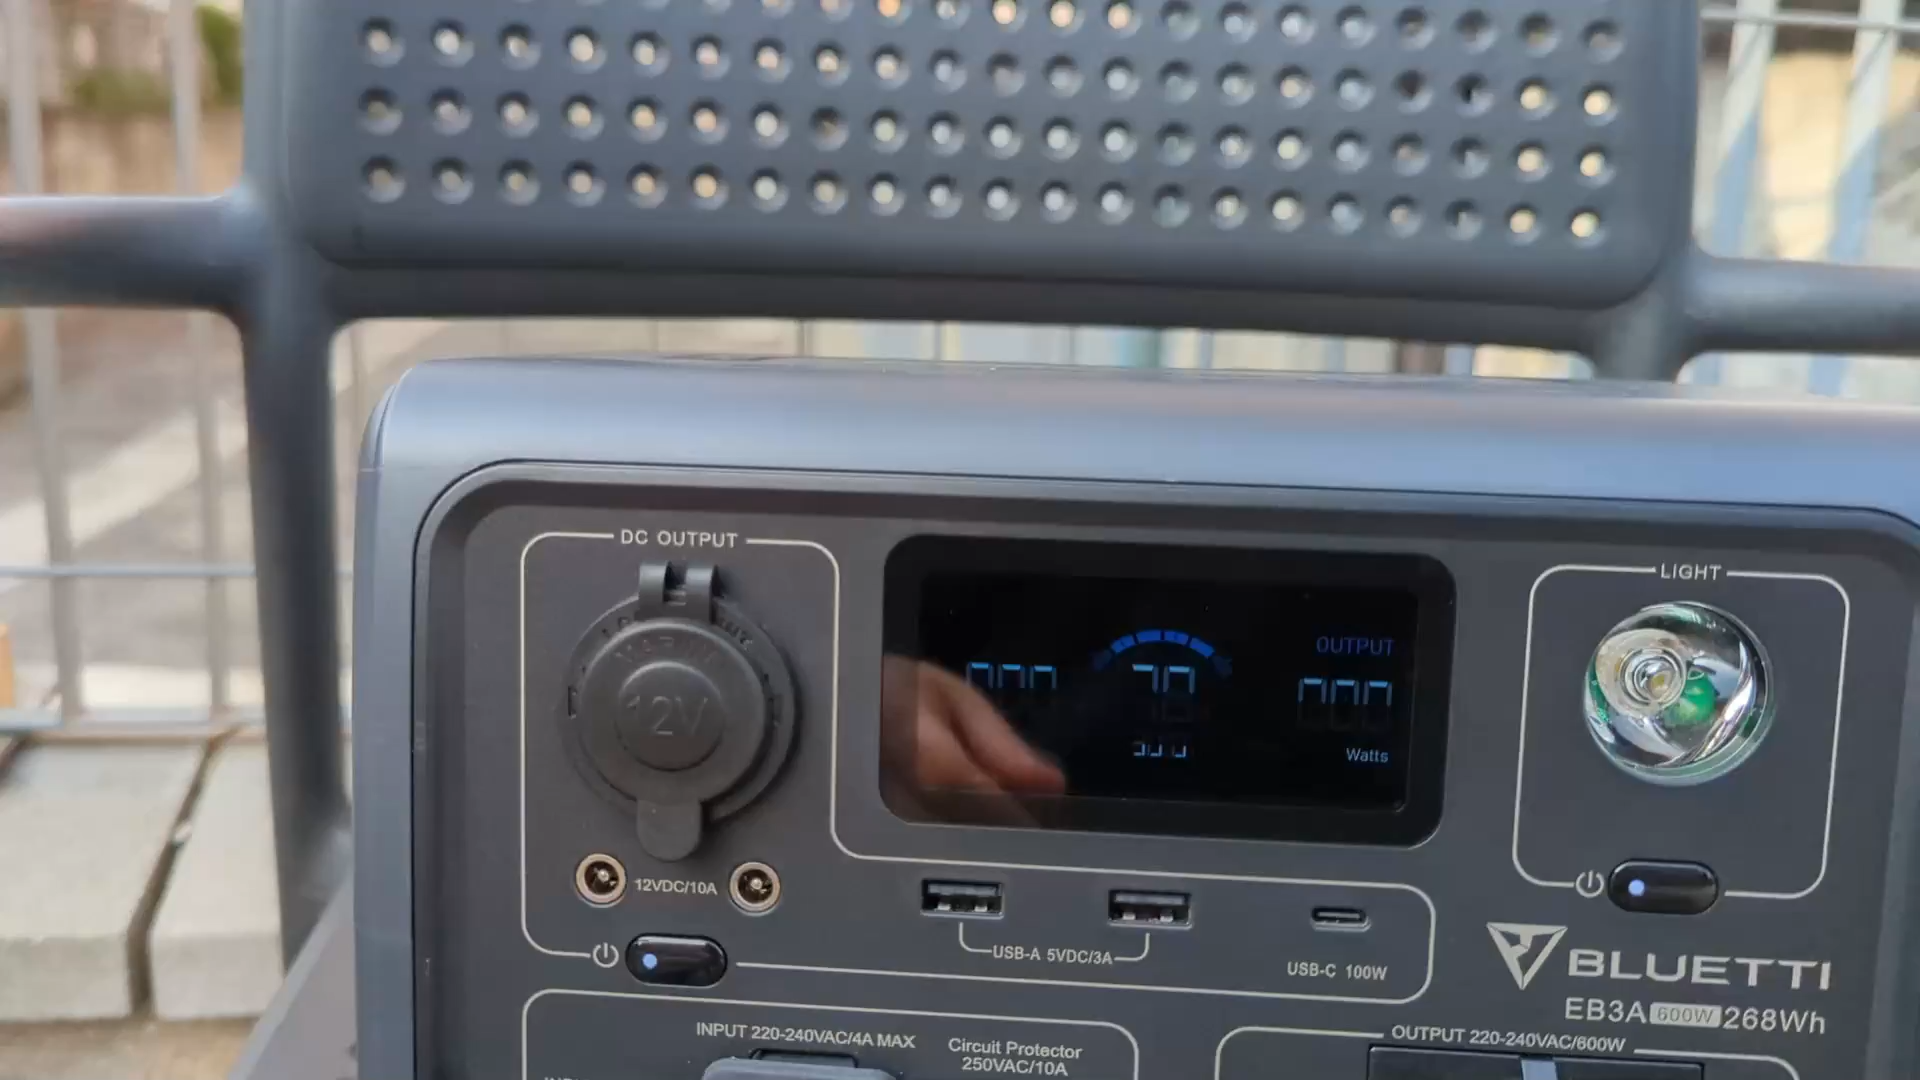 DC OUTPUT
12V
12VDC/10A
OUTPUT
Watts
LIGHT
USB-A 5VDC/3A
USB-C 100W
BLUETTI
EB3A 600W 268Wh
INPUT 220-240VAC/4A MAX
Circuit Protector
250VAC/10A
OUTPUT 220-240VAC/600W